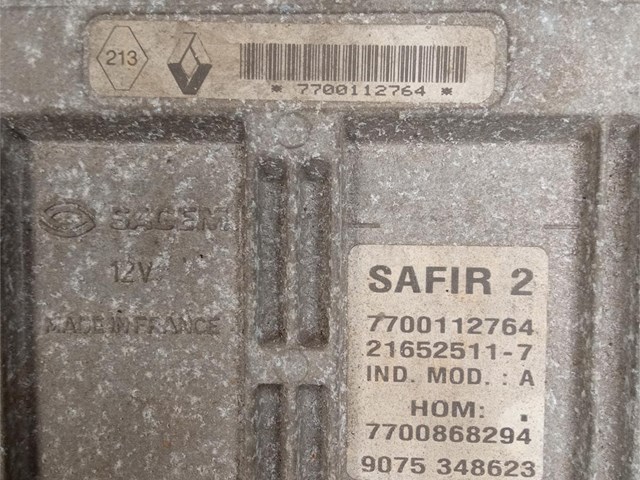 213
* 7700112764 *
SAGEM
12V
MADE IN FRANCE
SAFIR 2
7700112764
21652511-7
IND. MOD. : A
HOM: .
7700868294
9075 348623